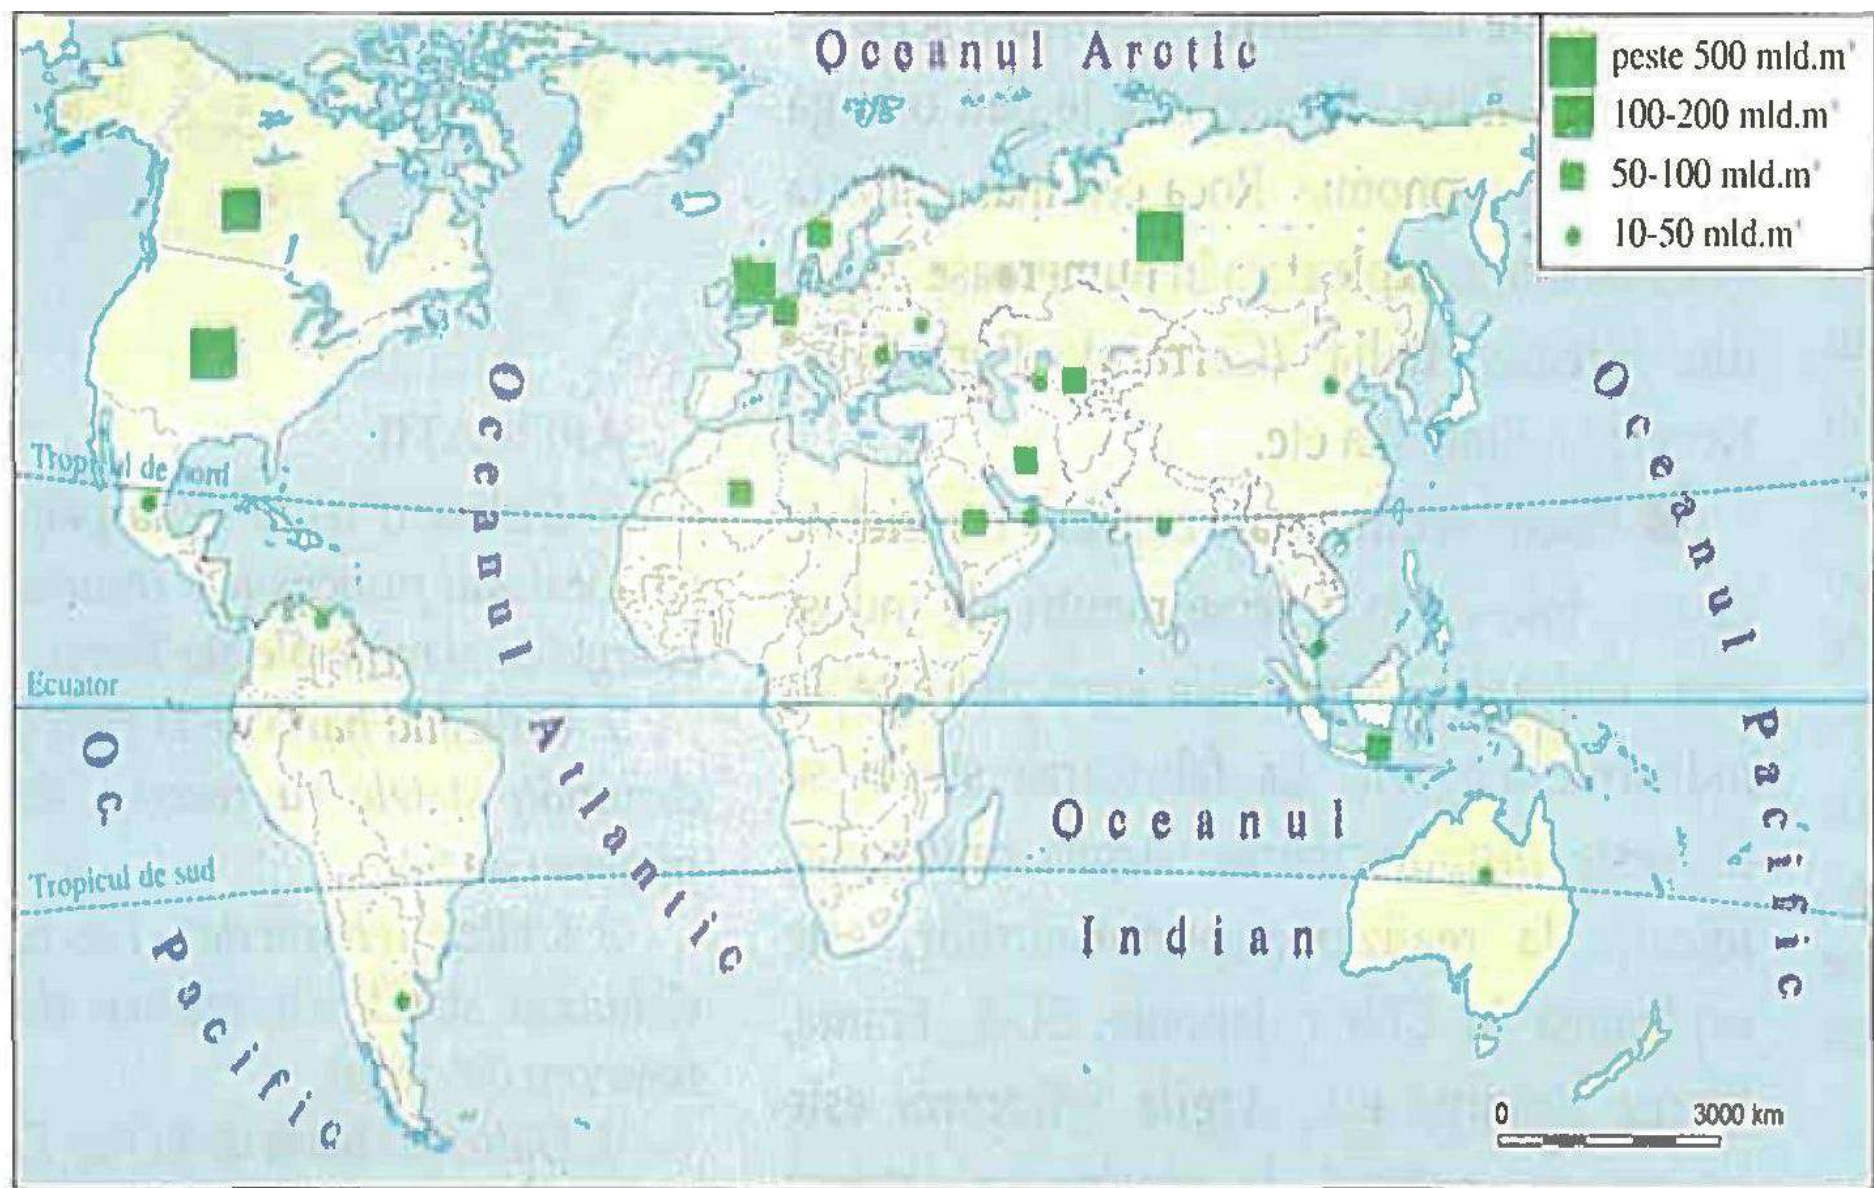 Oceanul Arctic
peste 500 mld.m³
100-200 mld.m³
50-100 mld.m³
10-50 mld.m³
Oceanul
Atlantic
Oceanul
Pacific
Tropicul de nord
Ecuator
Oc
Pacific
Tropicul de sud
Oceanul
Indian
0 3000 km